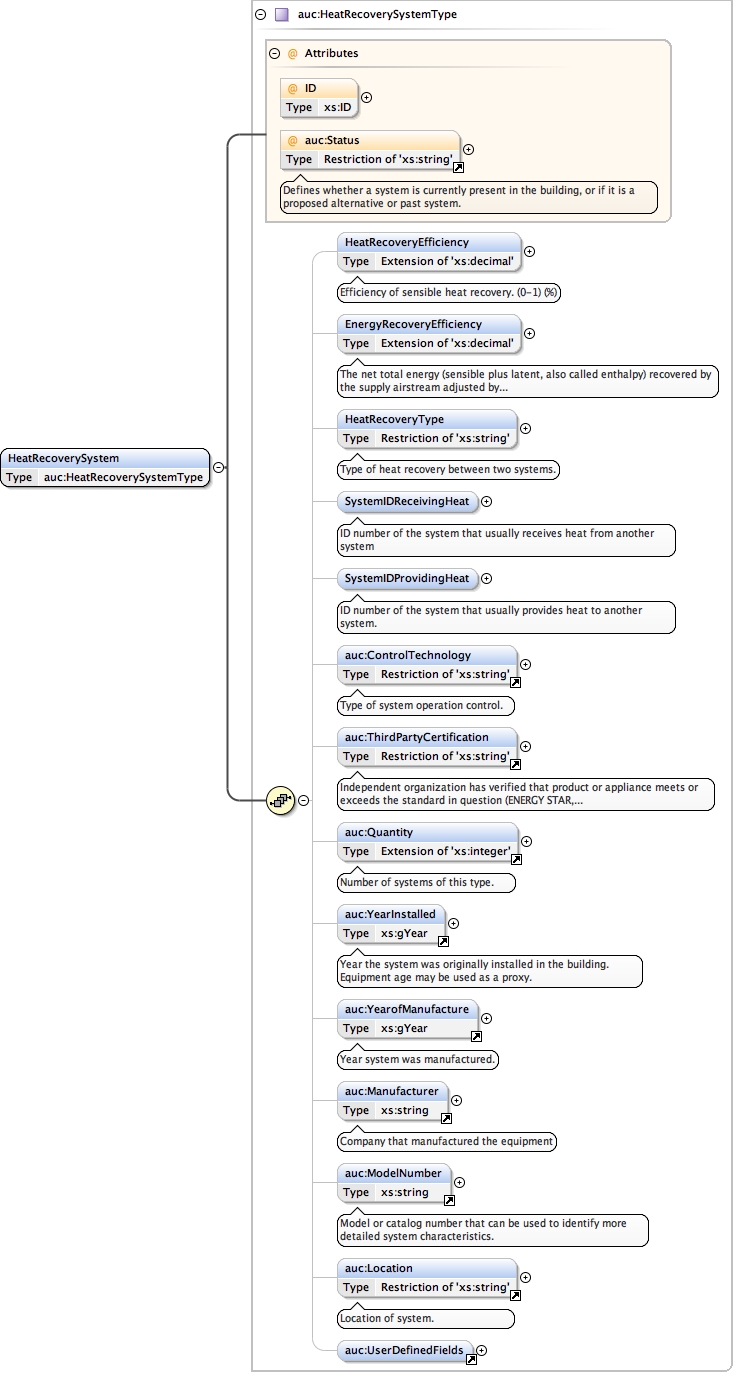 auc:HeatRecoverySystemType
@ Attributes
@ ID
Type xs:ID
@ auc:Status
Type Restriction of 'xs:string'
Defines whether a system is currently present in the building, or if it is a
proposed alternative or past system.
HeatRecoveryEfficiency
Type Extension of 'xs:decimal'
Efficiency of sensible heat recovery. (0-1) (%)
EnergyRecoveryEfficiency
Type Extension of 'xs:decimal'
The net total energy (sensible plus latent, also called enthalpy) recovered by
the supply airstream adjusted by...
HeatRecoveryType
Type Restriction of 'xs:string'
Type of heat recovery between two systems.
HeatRecoverySystem
Type auc:HeatRecoverySystemType
SystemIDReceivingHeat
ID number of the system that usually receives heat from another
system
SystemIDProvidingHeat
ID number of the system that usually provides heat to another
system.
auc:ControlTechnology
Type Restriction of 'xs:string'
Type of system operation control.
auc:ThirdPartyCertification
Type Restriction of 'xs:string'
Independent organization has verified that product or appliance meets or
exceeds the standard in question (ENERGY STAR,...
auc:Quantity
Type Extension of 'xs:integer'
Number of systems of this type.
auc:YearInstalled
Type xs:gYear
Year the system was originally installed in the building.
Equipment age may be used as a proxy.
auc:YearofManufacture
Type xs:gYear
Year system was manufactured.
auc:Manufacturer
Type xs:string
Company that manufactured the equipment
auc:ModelNumber
Type xs:string
Model or catalog number that can be used to identify more
detailed system characteristics.
auc:Location
Type Restriction of 'xs:string'
Location of system.
auc:UserDefinedFields